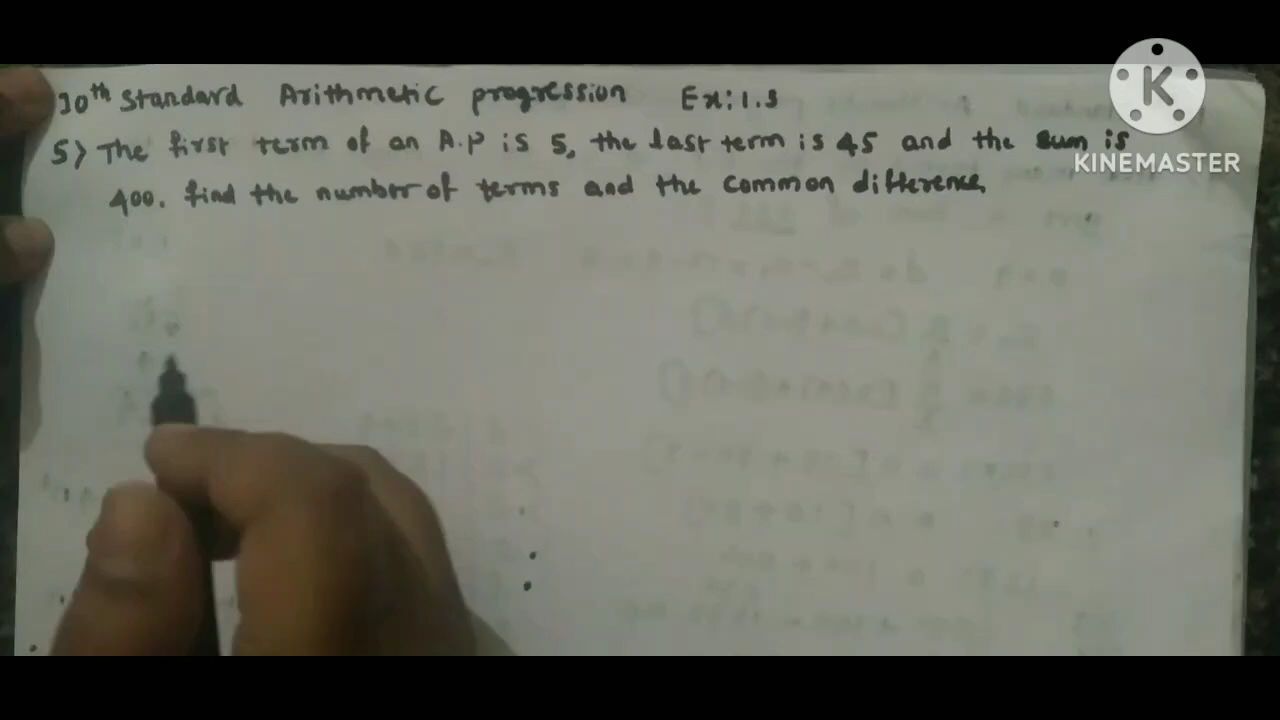 10th Standard Arithmetic progression Ex: 1.3
5) The first term of an A.P is 5, the last term is 45 and the sum is
400. find the number of terms and the common difference,
K
KINEMASTER